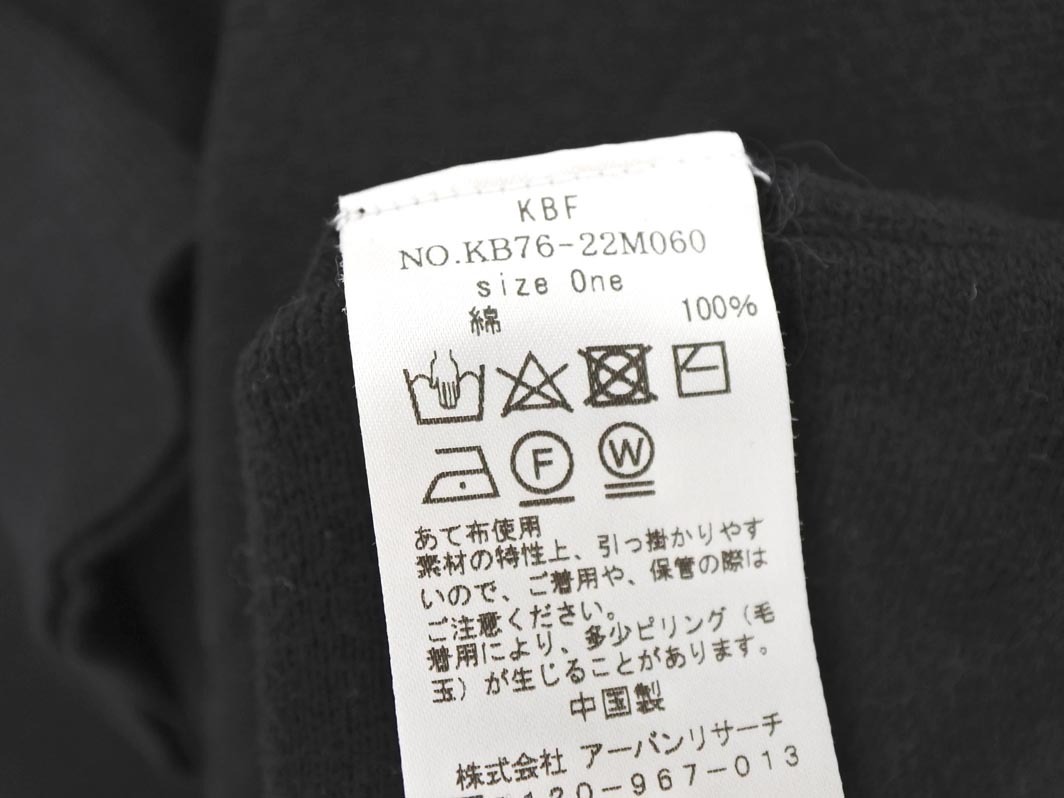 KBF
NO.KB76-22M060
size One
綿 100%
F W
あて布使用
素材の特性上、引っ掛かりやす
いので、ご着用や、保管の際は
ご注意ください。
着用により、多少ピリング（毛
玉）が生じることがあります。
中国製
株式会社 アーバンリサーチ
120-967-013